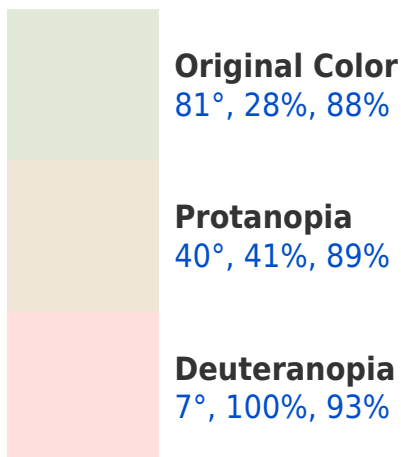 Original Color
81°, 28%, 88%
Protanopia
40°, 41%, 89%
Deuteranopia
7°, 100%, 93%